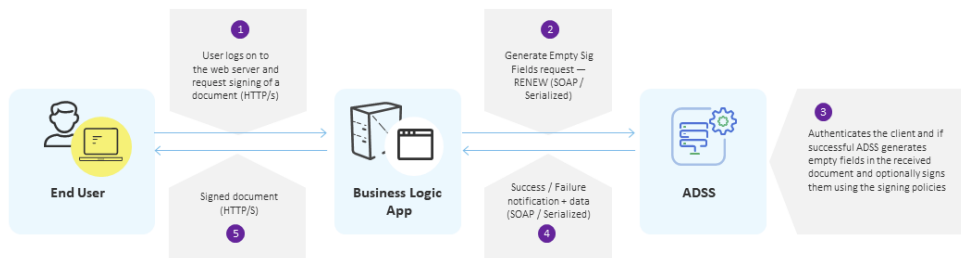 1
User logs on to
the web server and
request signing of a
document (HTTP/s)
2
Generate Empty Sig
Fields request —
RENEW (SOAP /
Serialized)
3
Authenticates the client and if
successful ADSS generates
empty fields in the received
document and optionally signs
them using the signing policies
End User
Business Logic
App
ADSS
Success / Failure
notification + data
(SOAP / Serialized)
4
Signed document
(HTTP/S)
5